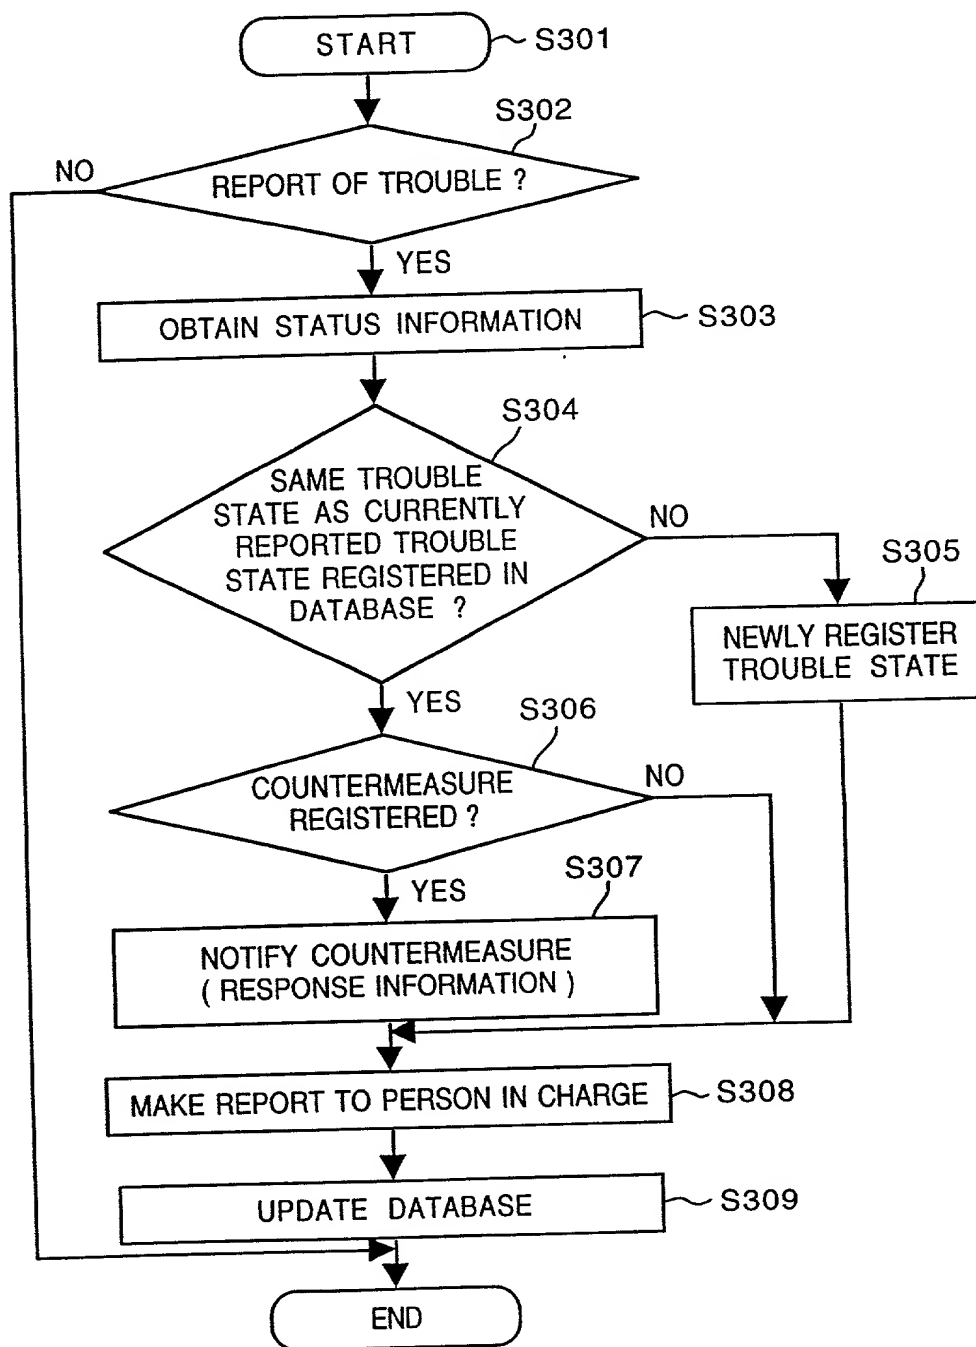 START
S301
S302
NO
REPORT OF TROUBLE ?
YES
OBTAIN STATUS INFORMATION
S303
S304
SAME TROUBLE
STATE AS CURRENTLY
REPORTED TROUBLE
STATE REGISTERED IN
DATABASE ?
NO
S305
NEWLY REGISTER
TROUBLE STATE
YES
S306
COUNTERMEASURE
REGISTERED ?
NO
YES
S307
NOTIFY COUNTERMEASURE
( RESPONSE INFORMATION )
MAKE REPORT TO PERSON IN CHARGE
S308
UPDATE DATABASE
S309
END